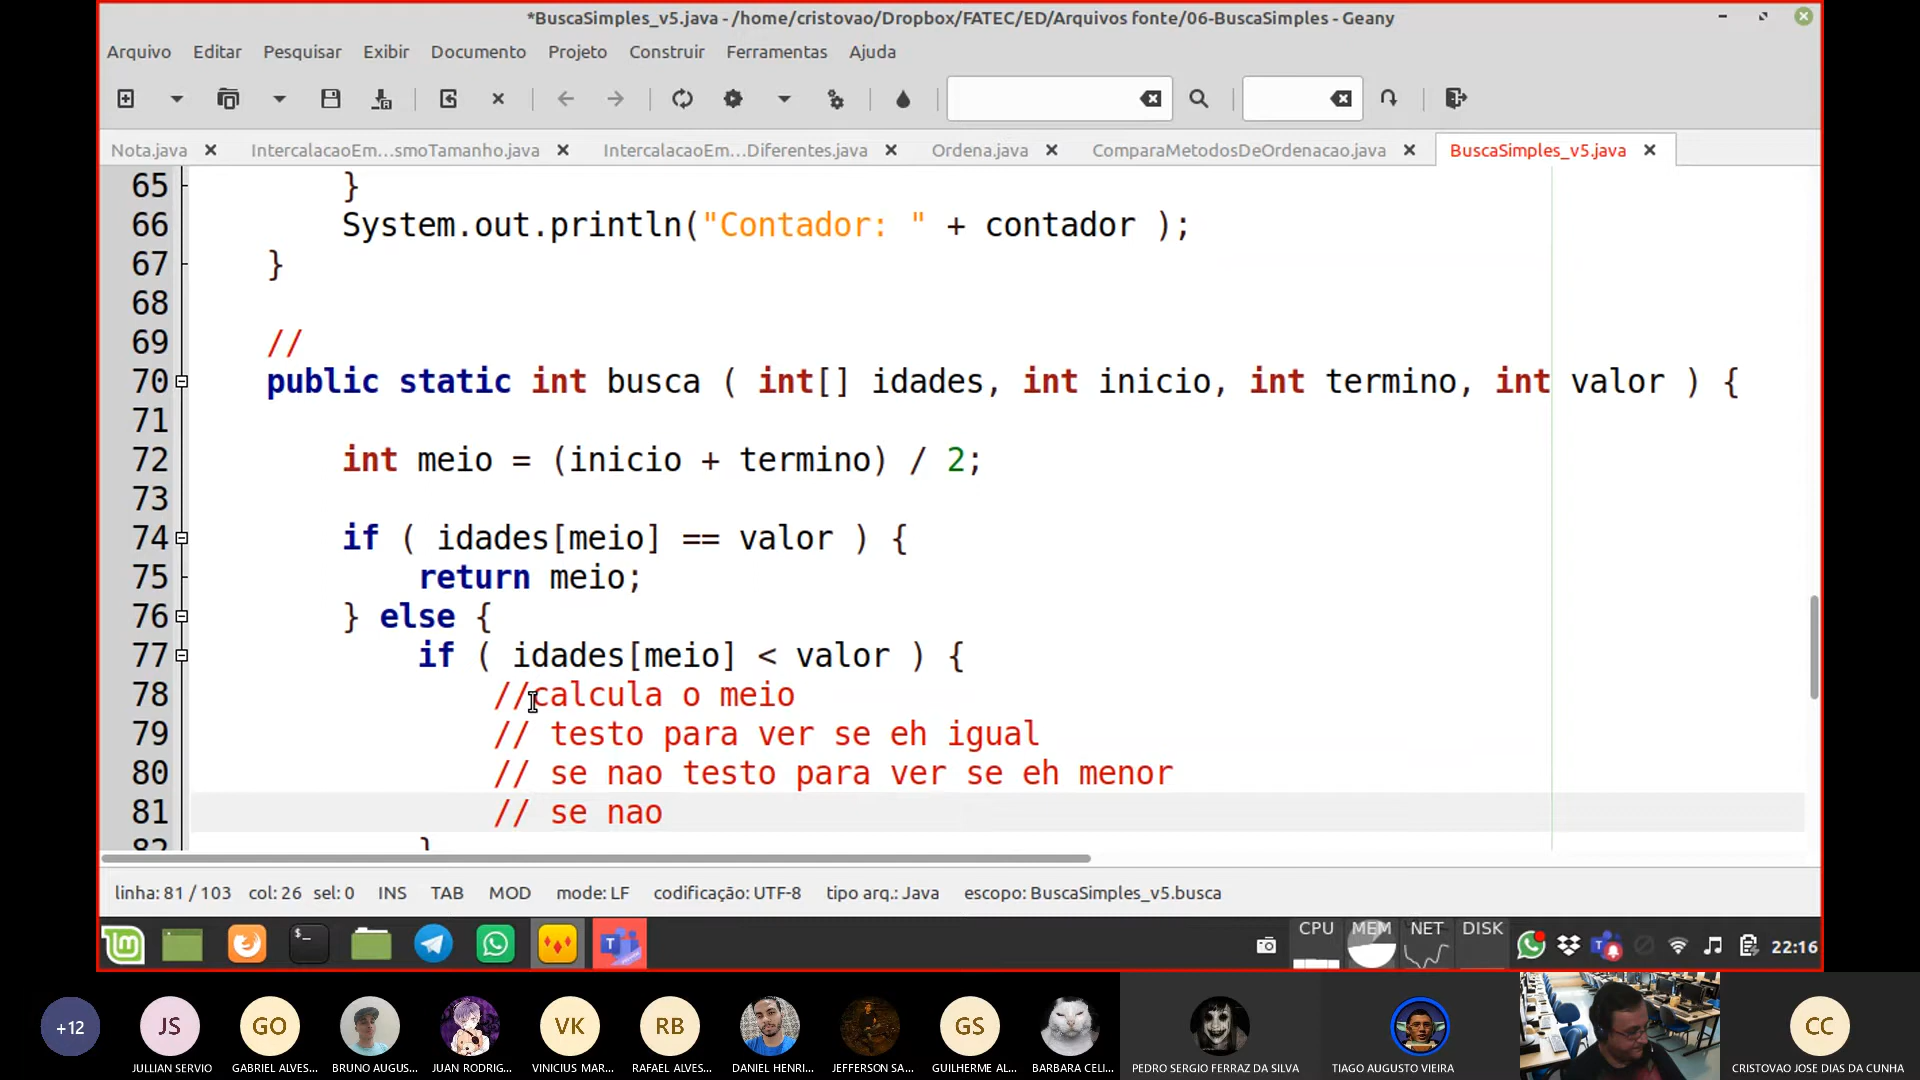 *BuscaSimples_v5.java - /home/cristovao/Dropbox/FATEC/ED/Arquivos fonte/06-BuscaSimples - Geany
Arquivo Editar Pesquisar Exibir Documento Projeto Construir Ferramentas Ajuda
Nota.java IntercalacaoEm...smoTamanho.java IntercalacaoEm...Diferentes.java Ordena.java ComparaMetodosDeOrdenacao.java BuscaSimples_v5.java
65 }
66 System.out.println("Contador: " + contador );
67 }
68
69 //
70 public static int busca ( int[] idades, int inicio, int termino, int valor ) {
71
72 int meio = (inicio + termino) / 2;
73
74 if ( idades[meio] == valor ) {
75 return meio;
76 } else {
77 if ( idades[meio] < valor ) {
78 //calcula o meio
79 // testo para ver se eh igual
80 // se nao testo para ver se eh menor
81 // se nao
82 }
linha: 81 / 103 col: 26 sel: 0 INS TAB MOD mode: LF codificação: UTF-8 tipo arq.: Java escopo: BuscaSimples_v5.busca
CPU MEM NET DISK 22:16
+12 JS GO VK RB GS CC
JULLIAN SERVIO GABRIEL ALVES... BRUNO AUGUS... JUAN RODRIG... VINICIUS MAR... RAFAEL ALVES... DANIEL HENRI... JEFFERSON SA... GUILHERME AL... BARBARA CELI... PEDRO SERGIO FERRAZ DA SILVA TIAGO AUGUSTO VIEIRA CRISTOVAO JOSE DIAS DA CUNHA